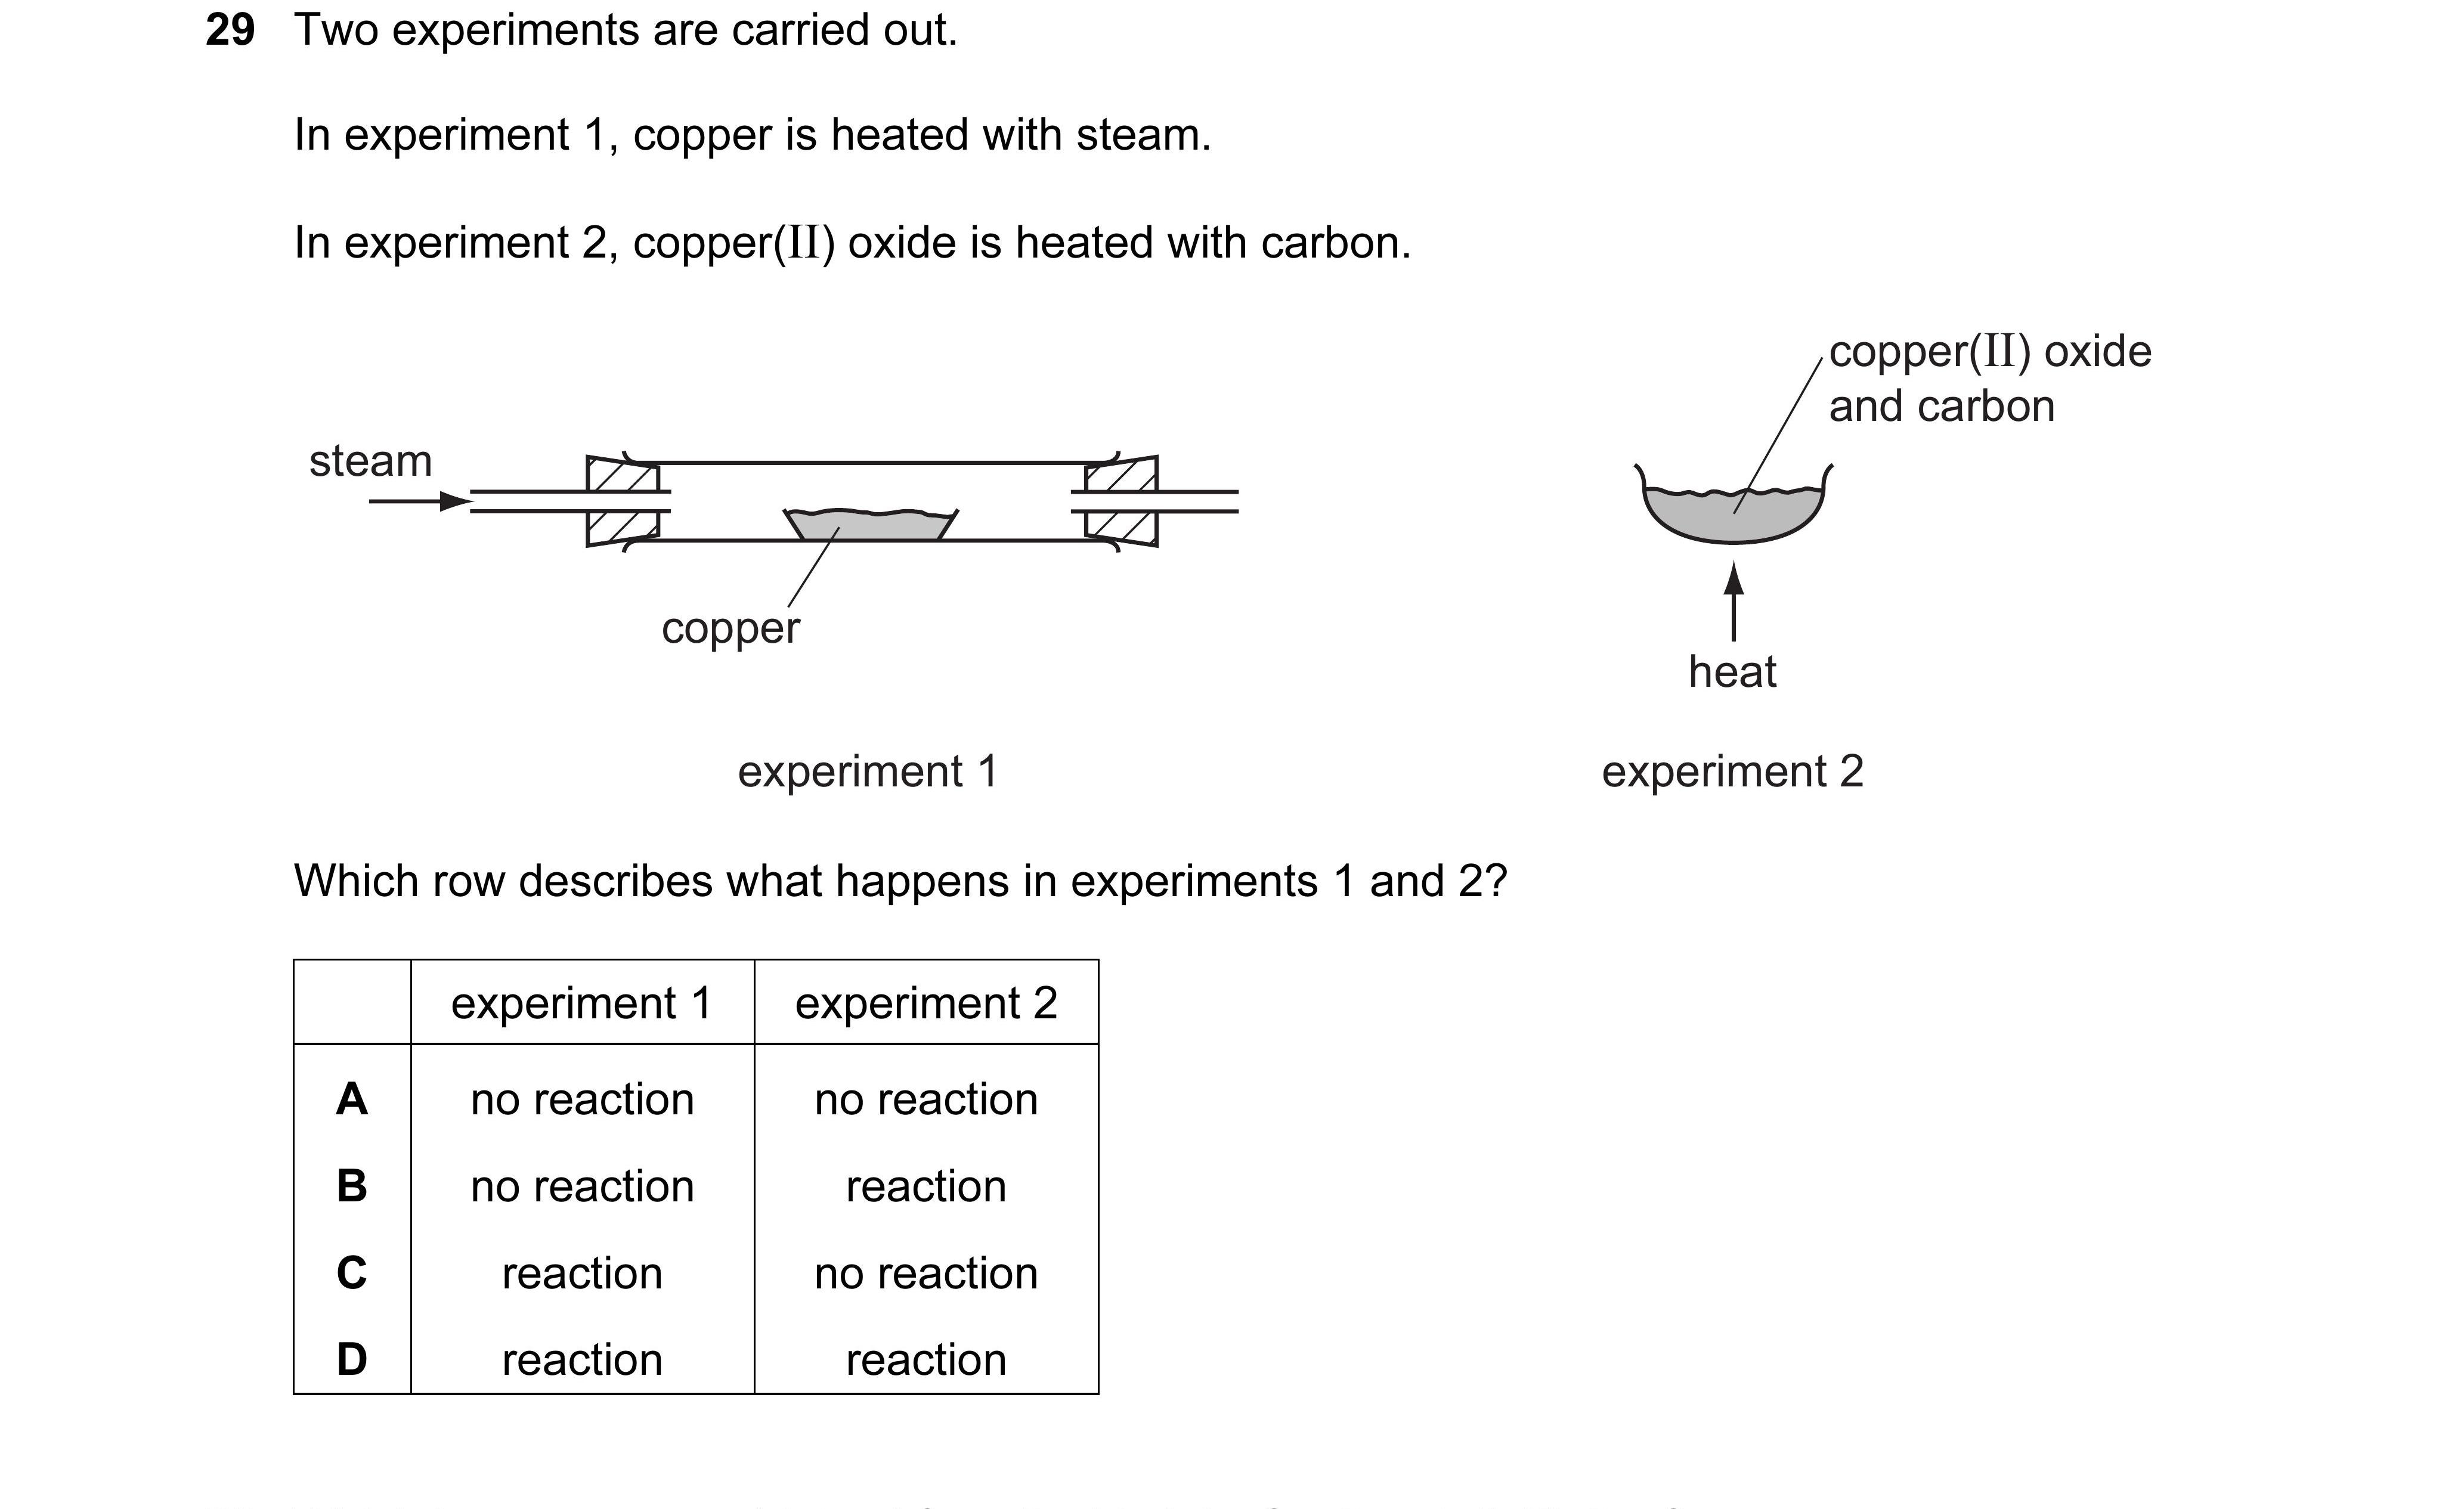 29 Two experiments are carried out.
In experiment 1, copper is heated with steam.
In experiment 2, copper(II) oxide is heated with carbon.
copper(II) oxide
and carbon
steam
copper
heat
experiment 1 experiment 2
Which row describes what happens in experiments 1 and 2?
experiment 1 experiment 2
A no reaction no reaction
B no reaction reaction
C reaction no reaction
D reaction reaction